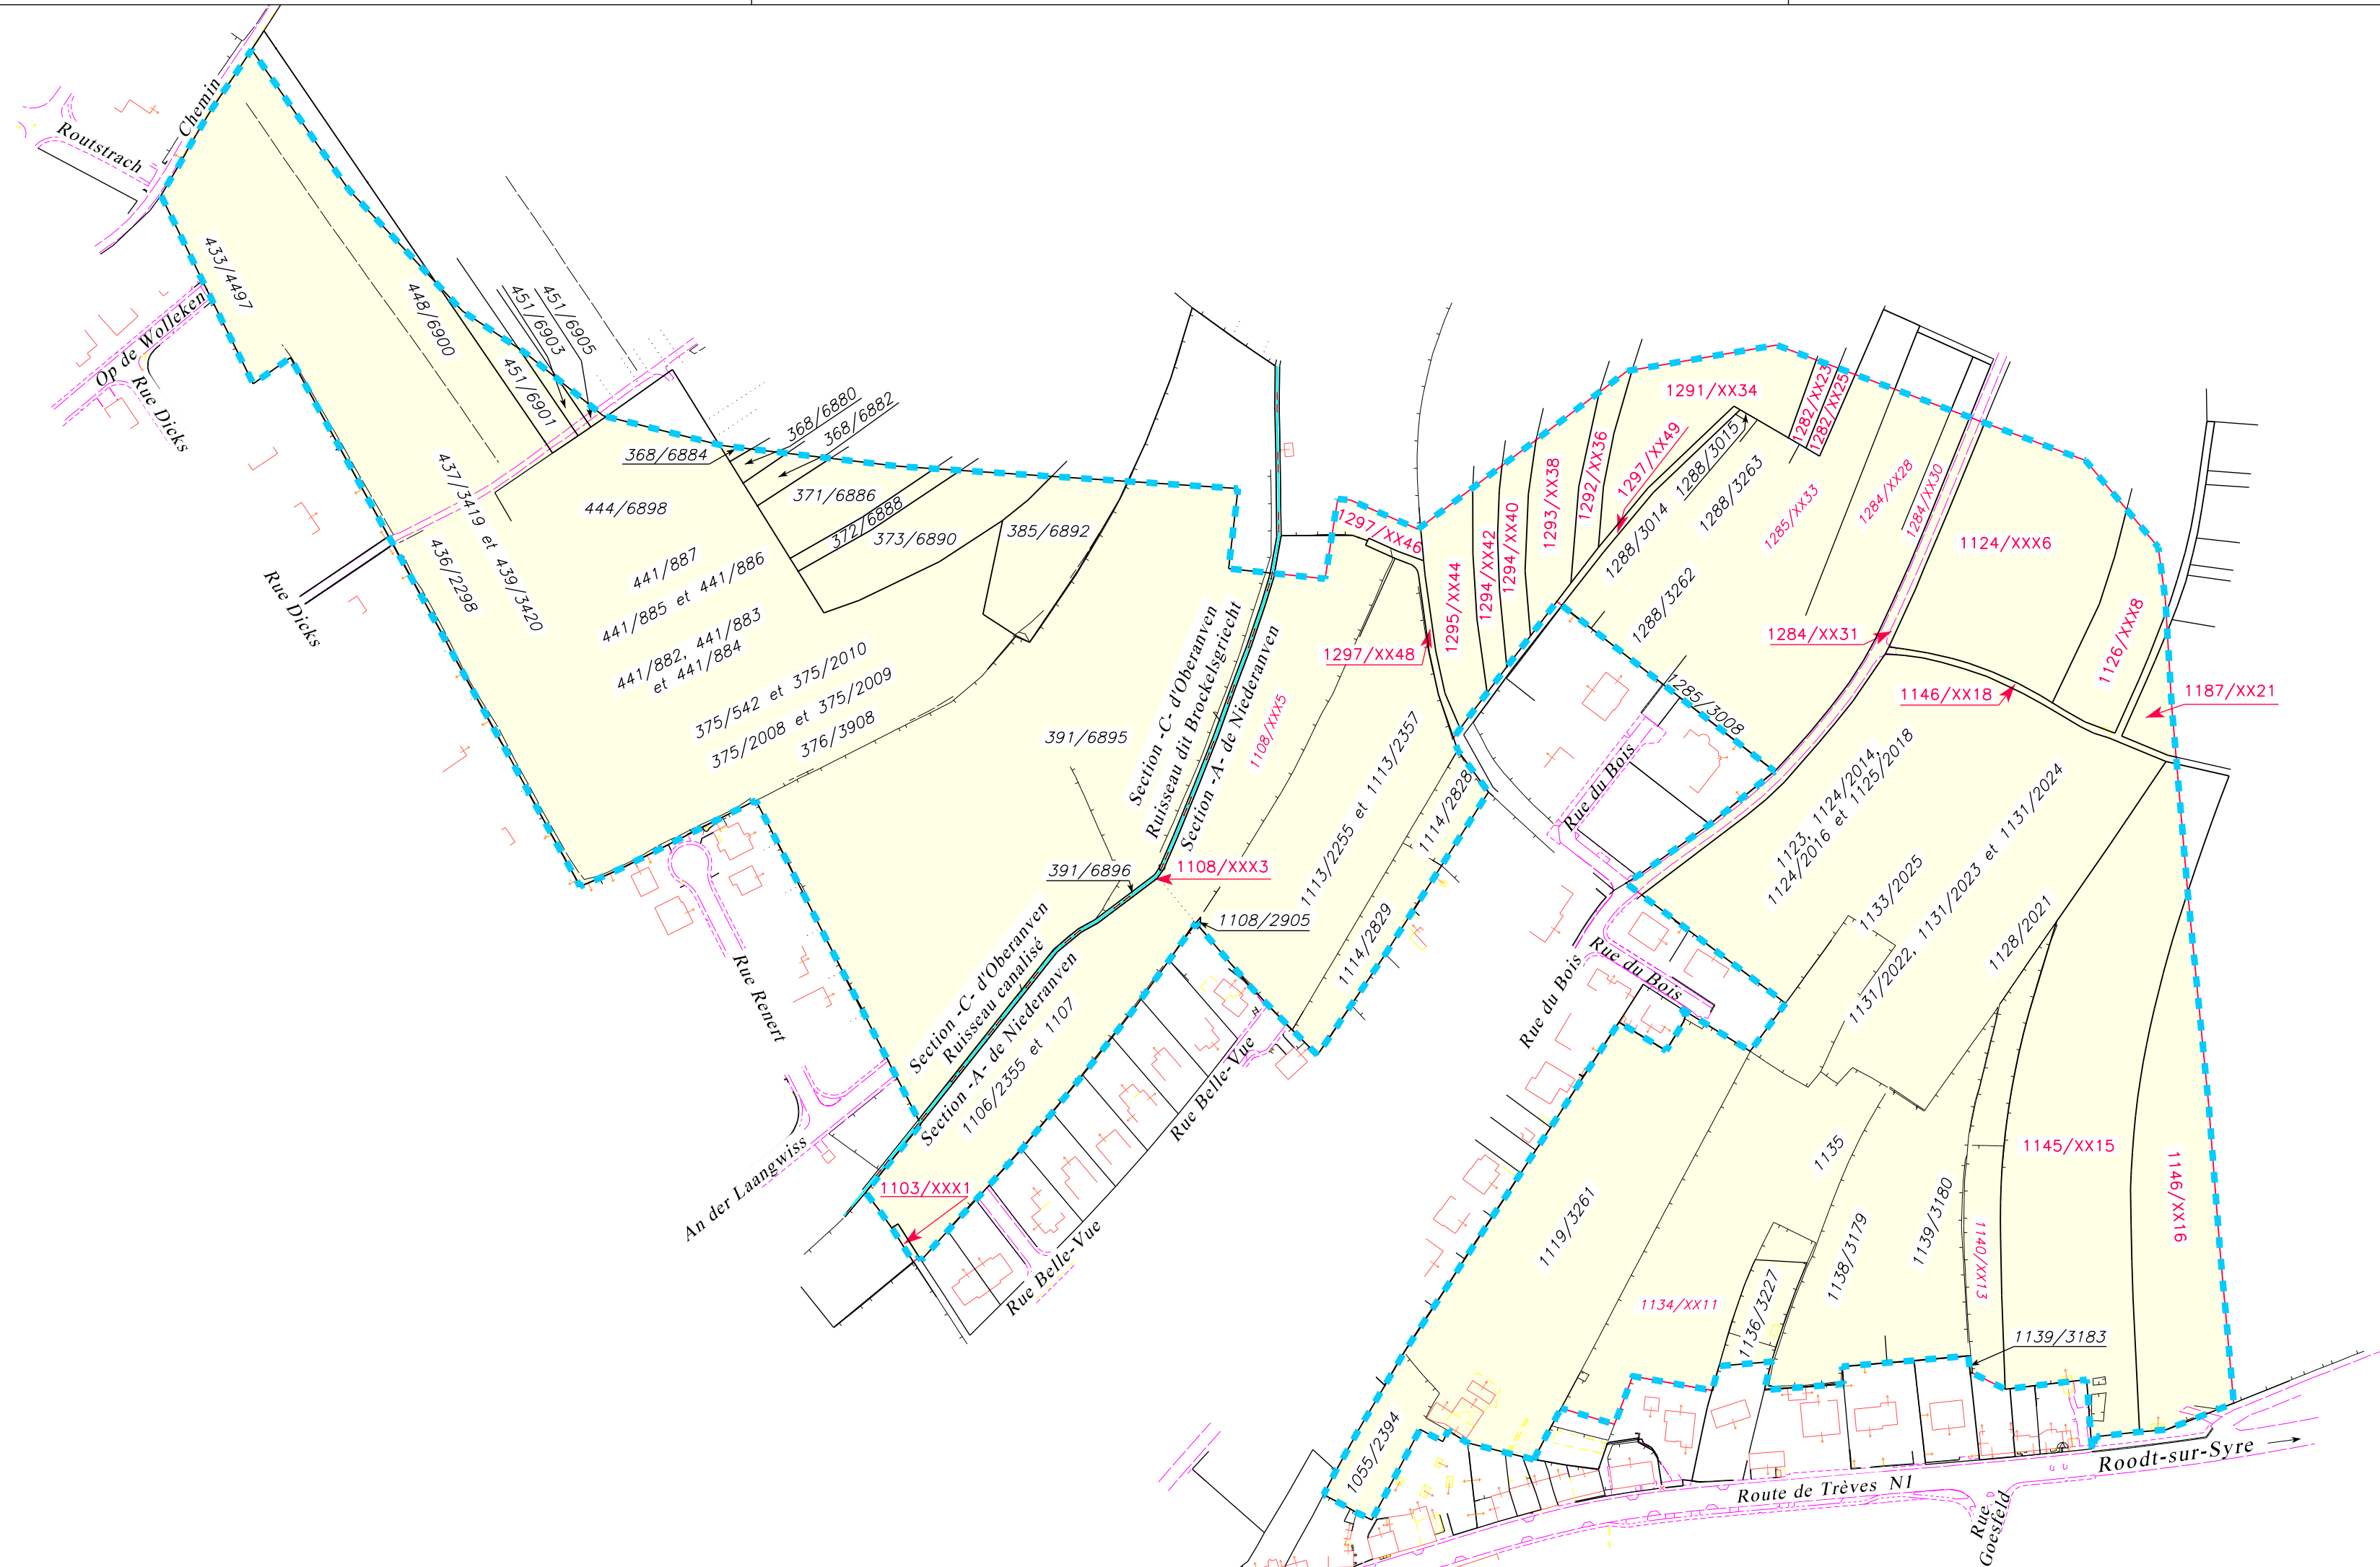 Chemin
Routstrach
Op de Wolleken
Rue Dicks
Rue Dicks
433/4497
448/6900
451/6903
451/6905
451/6901
437/3419 et 439/3420
436/2298
444/6898
368/6884
368/6880
368/6882
371/6886
372/6888
373/6890
385/6892
441/887
441/885 et 441/886
441/882, 441/883
et 441/884
375/542 et 375/2010
375/2008 et 375/2009
376/3908
391/6895
391/6896
Section -C- d'Oberanven
Ruisseau dit Brockelsgriecht
Section -A- de Niederanven
1108/XXX5
1108/XXX3
1108/2905
Section -C- d'Oberanven
Ruisseau canalisé
Section -A- de Niederanven
1106/2355 et 1107
1103/XXX1
Rue Renert
An der Laangwiss
Rue Belle-Vue
Rue Belle-Vue
1113/2255 et 1113/2357
1114/2828
1114/2829
1297/XX46
1297/XX48
1295/XX44
1294/XX42
1294/XX40
1293/XX38
1292/XX36
1291/XX34
1297/XX49
1282/XX23
1282/XX25
1288/3015
1288/3014
1288/3263
1288/3262
1285/XX33
1284/XX28
1284/XX30
1284/XX31
1285/3008
1124/XXX6
1126/XXX8
1146/XX18
1187/XX21
Rue du Bois
Rue du Bois
Rue du Bois
1123, 1124/2014,
1124/2016 et 1125/2018
1133/2025
1131/2022, 1131/2023 et 1131/2024
1128/2021
1119/3261
1135
1134/XX11
1136/3227
1138/3179
1139/3180
1140/XX13
1145/XX15
1146/XX16
1139/3183
1055/2394
Route de Trèves N1
Roodt-sur-Syre
Rue
Goesfeld